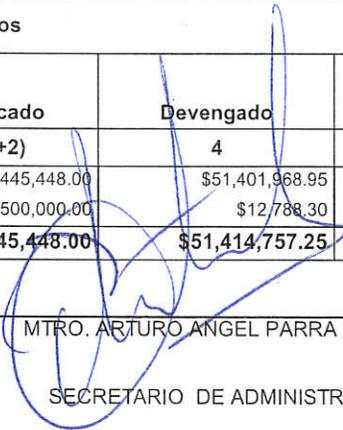 os
cado Devengado
+2) 4
445,448.00 $51,401,968.95
500,000.00 $12,788.30
45,448.00 $51,414,757.25
MTRO. ARTURO ANGEL PARRA
SECRETARIO DE ADMINISTR